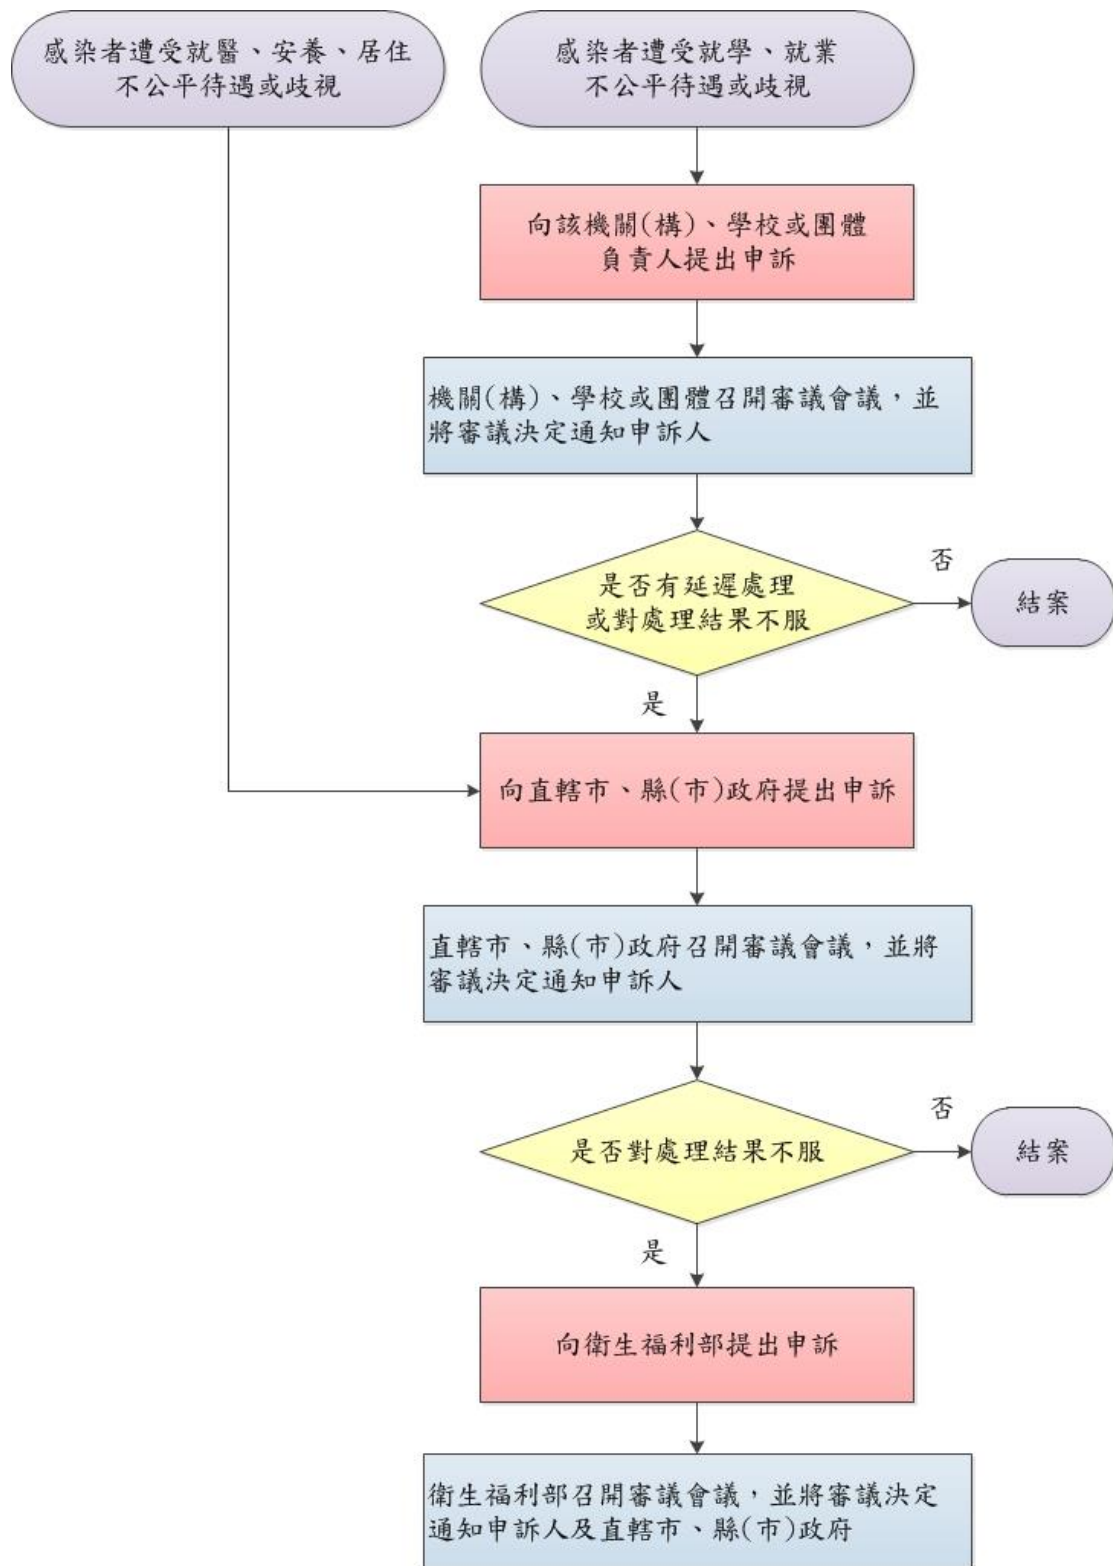 感染者遭受就醫、安養、居住
不公平待遇或歧視
感染者遭受就學、就業
不公平待遇或歧視
向該機關(構)、學校或團體
負責人提出申訴
機關(構)、學校或團體召開審議會議，並
將審議決定通知申訴人
是否有延遲處理
或對處理結果不服
否
結案
是
向直轄市、縣(市)政府提出申訴
直轄市、縣(市)政府召開審議會議，並將
審議決定通知申訴人
是否對處理結果不服
否
結案
是
向衛生福利部提出申訴
衛生福利部召開審議會議，並將審議決定
通知申訴人及直轄市、縣(市)政府